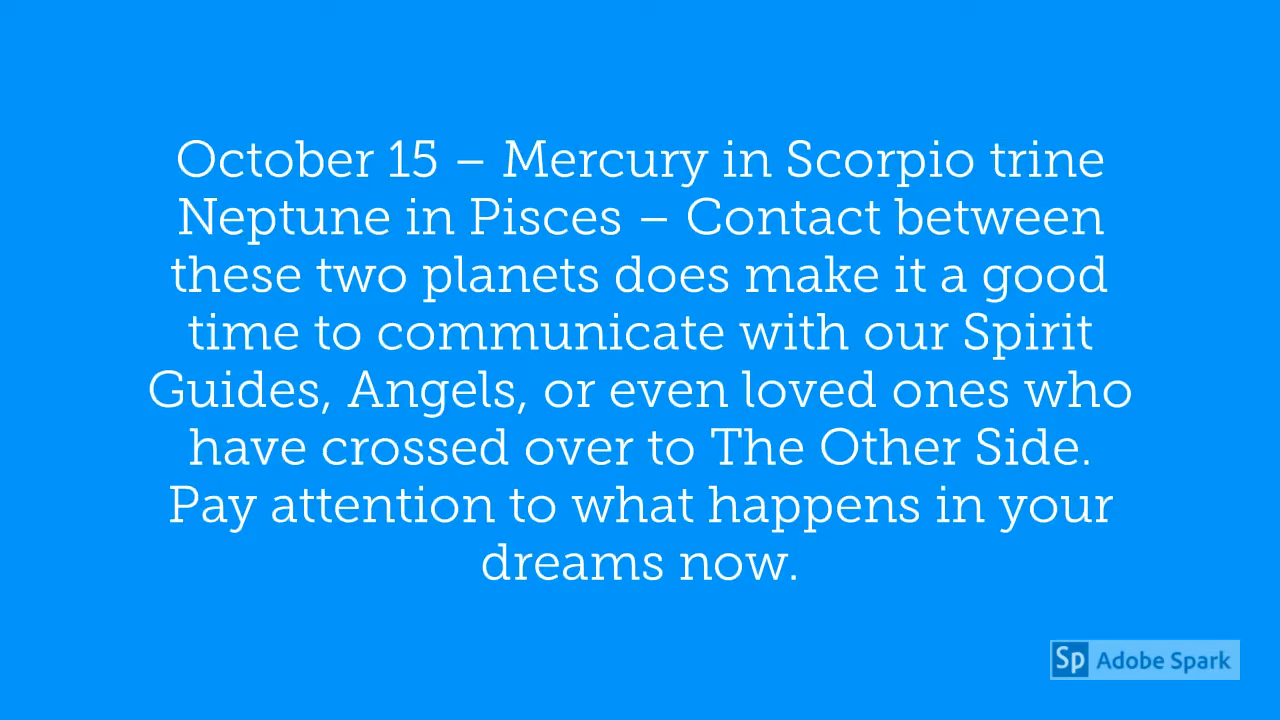 October 15 – Mercury in Scorpio trine
Neptune in Pisces – Contact between
these two planets does make it a good
time to communicate with our Spirit
Guides, Angels, or even loved ones who
have crossed over to The Other Side.
Pay attention to what happens in your
dreams now.
Sp Adobe Spark